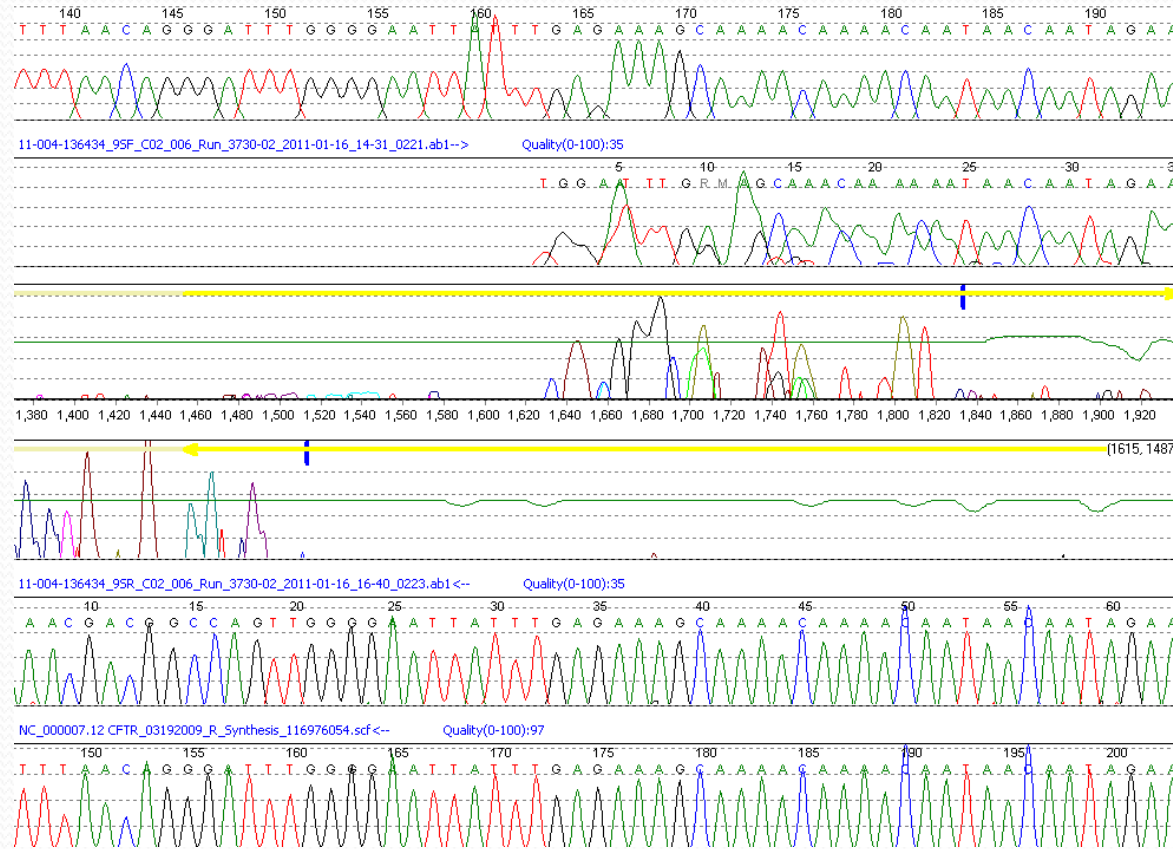 140 145 150 155 160 165 170 175 180 185 190
T T T A A C A G G G A T T T G G G G A A T T A T T T G A G A A A G C A A A A C A A A A C A A T A A C A A T A G A A
11-004-136434_95F_C02_006_Run_3730-02_2011-01-16_14-31_0221.ab1--> Quality(0-100):35
5 10 15 20 25 30 3
T G G A A T T T G R M A G C A A A C A A A A A A T A A C A A T A G A A
1,380 1,400 1,420 1,440 1,460 1,480 1,500 1,520 1,540 1,560 1,580 1,600 1,620 1,640 1,660 1,680 1,700 1,720 1,740 1,760 1,780 1,800 1,820 1,840 1,860 1,880 1,900 1,920
(1615, 1487
11-004-136434_95R_C02_006_Run_3730-02_2011-01-16_16-40_0223.ab1<-- Quality(0-100):35
10 15 20 25 30 35 40 45 50 55 60
A A C G A C G G C C A G T T G G G G A A T T A T T T G A G A A A G C A A A A C A A A A C A A T A A C A A T A G A A
NC_000007.12 CFTR_03192009_R_Synthesis_116976054.scf<-- Quality(0-100):97
150 155 160 165 170 175 180 185 190 195 200
T T T A A C A G G G A T T T G G G G A A T T A T T T G A G A A A G C A A A A C A A A A C A A T A A C A A T A G A A